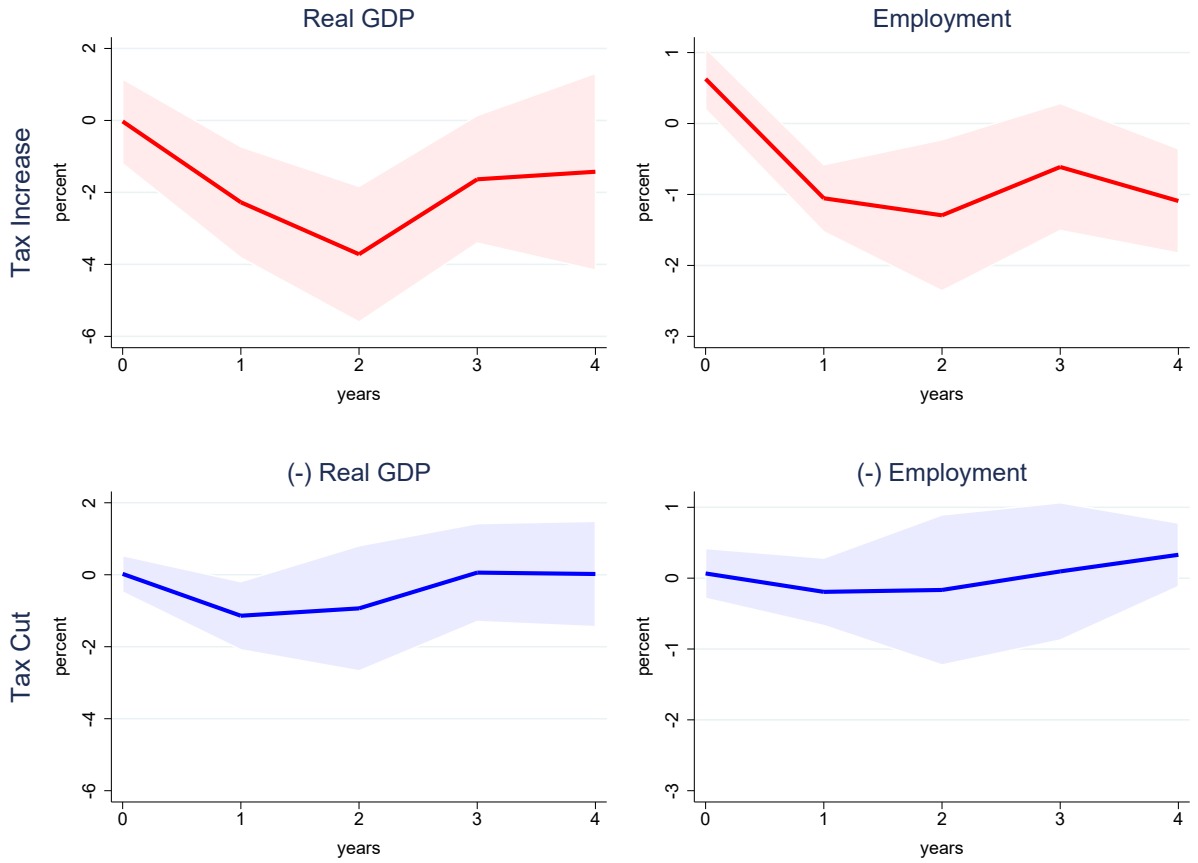 Real GDP
Employment
Tax Increase
percent
2
0
-2
-4
-6
0 1 2 3 4
years
percent
1
0
-1
-2
-3
0 1 2 3 4
years
(-) Real GDP
(-) Employment
Tax Cut
percent
2
0
-2
-4
-6
0 1 2 3 4
years
percent
1
0
-1
-2
-3
0 1 2 3 4
years